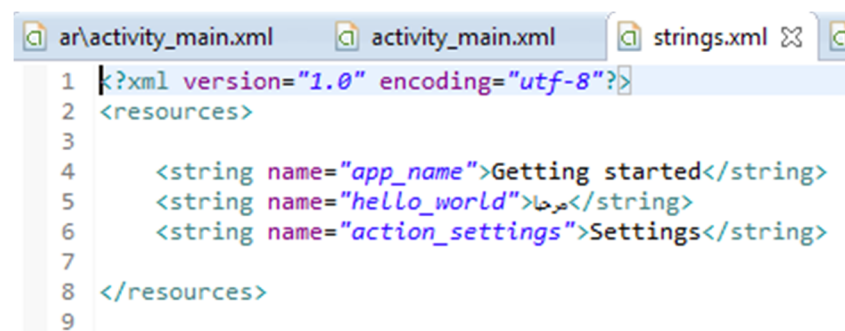 ar\activity_main.xml activity_main.xml strings.xml
1 <?xml version="1.0" encoding="utf-8"?>
2 <resources>
3
4 <string name="app_name">Getting started</string>
5 <string name="hello_world">مرحبا</string>
6 <string name="action_settings">Settings</string>
7
8 </resources>
9